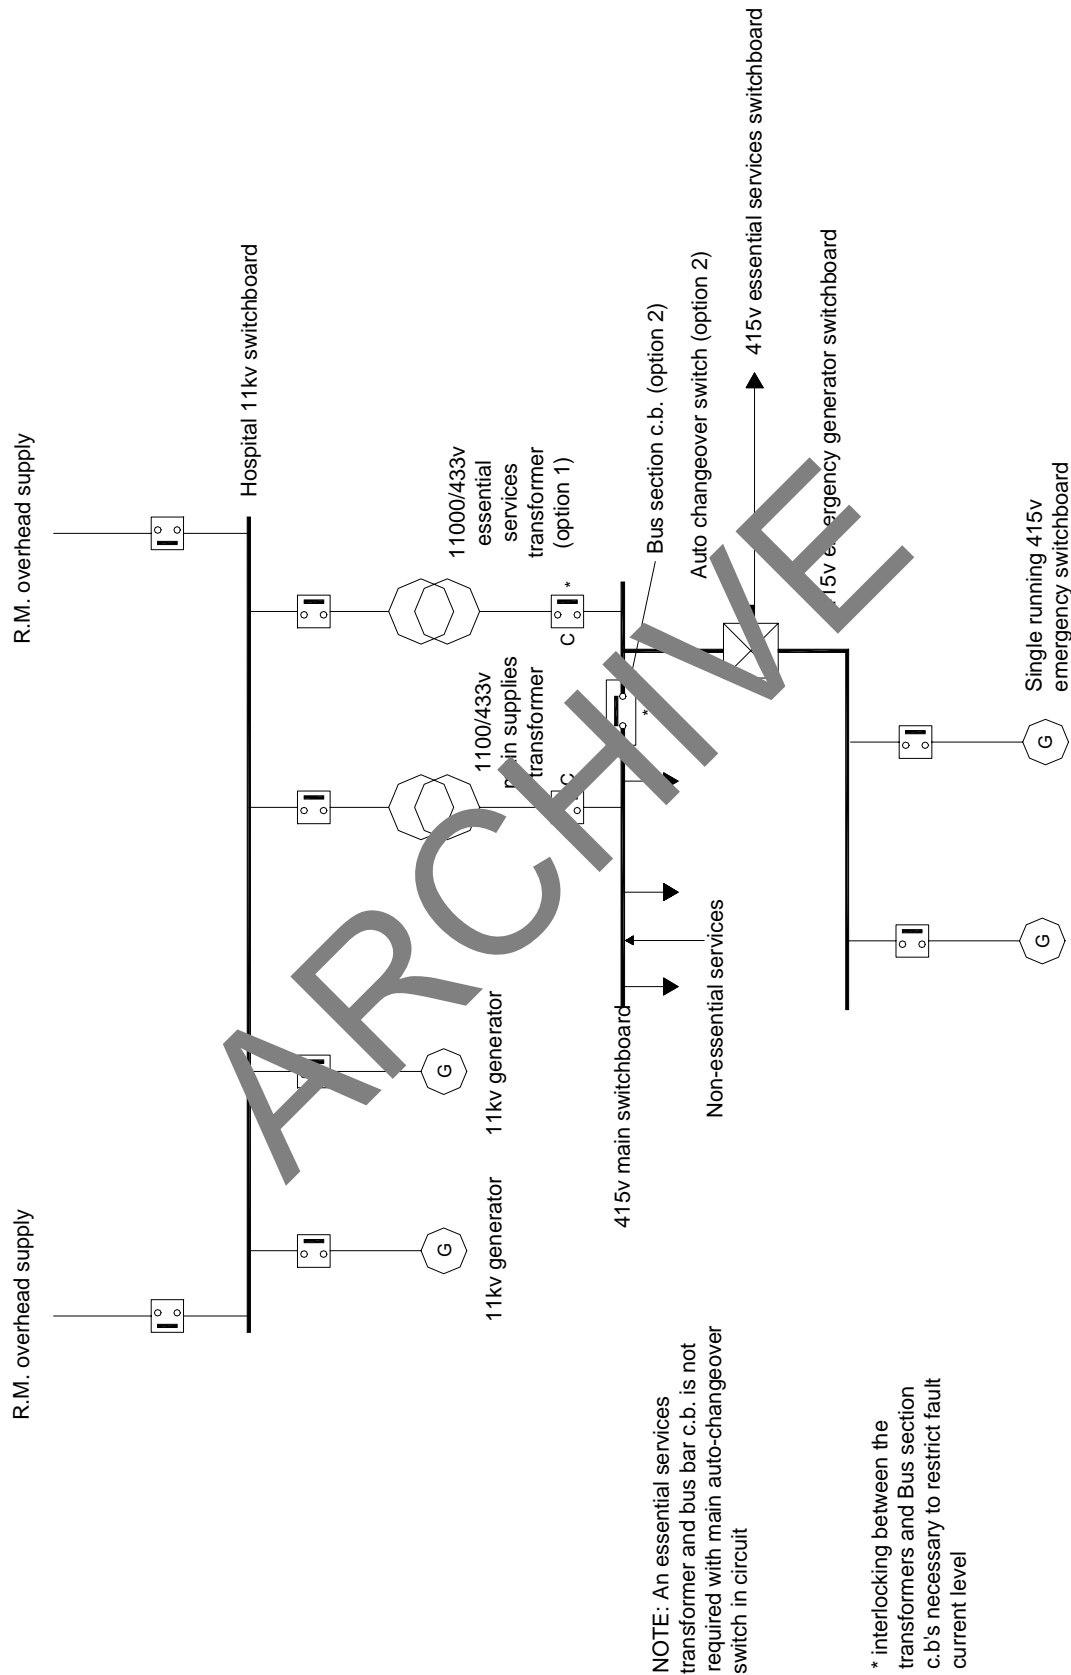 R.M. overhead supply
R.M. overhead supply
Hospital 11kv switchboard
11kv generator
11kv generator
G
G
1100/433v
supplies
transformer
11000/433v
essential
services
transformer
(option 1)
C
C
*
*
415v main switchboard
Non-essential services
Bus section c.b. (option 2)
Auto changeover switch (option 2)
415v essential services switchboard
generator switchboard
G
G
Single running 415v
emergency switchboard
NOTE: An essential services
transformer and bus bar c.b. is not
required with main auto-changeover
switch in circuit
* interlocking between the
transformers and Bus section
c.b's necessary to restrict fault
current level
ARCHIVE